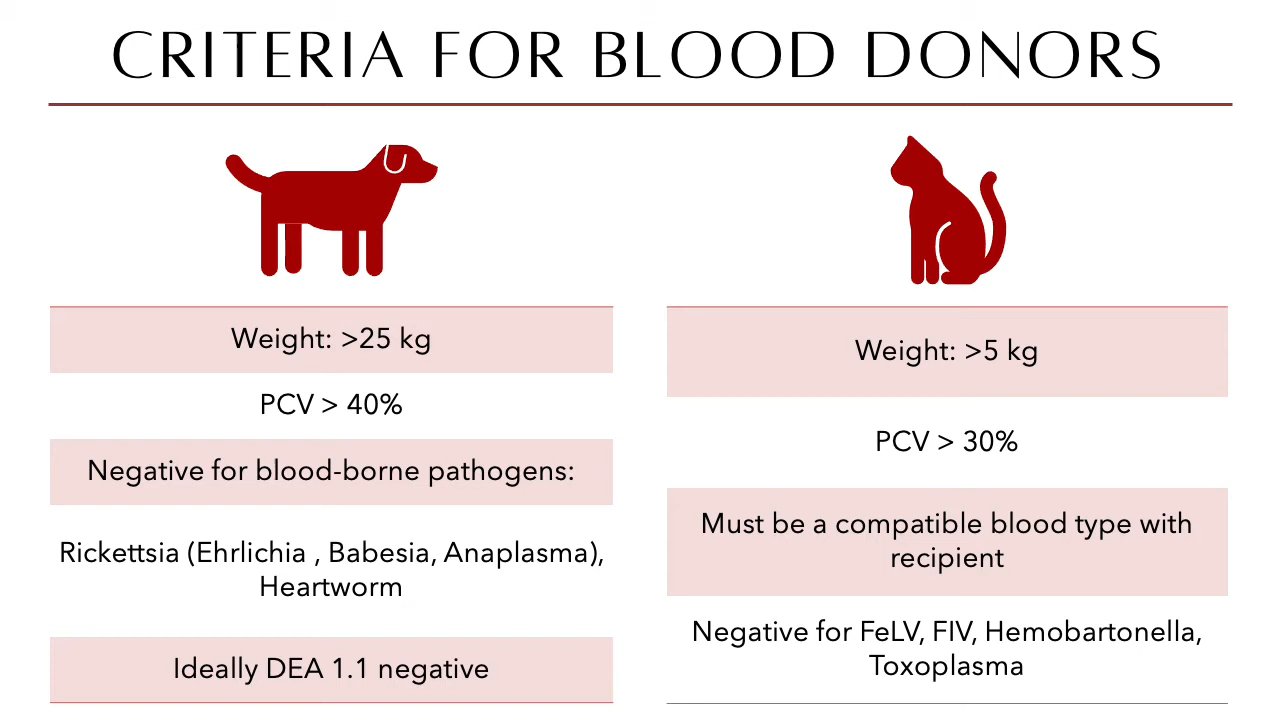 CRITERIA FOR BLOOD DONORS
Weight: >25 kg
PCV > 40%
Negative for blood-borne pathogens:
Rickettsia (Ehrlichia , Babesia, Anaplasma),
Heartworm
Ideally DEA 1.1 negative
Weight: >5 kg
PCV > 30%
Must be a compatible blood type with
recipient
Negative for FeLV, FIV, Hemobartonella,
Toxoplasma